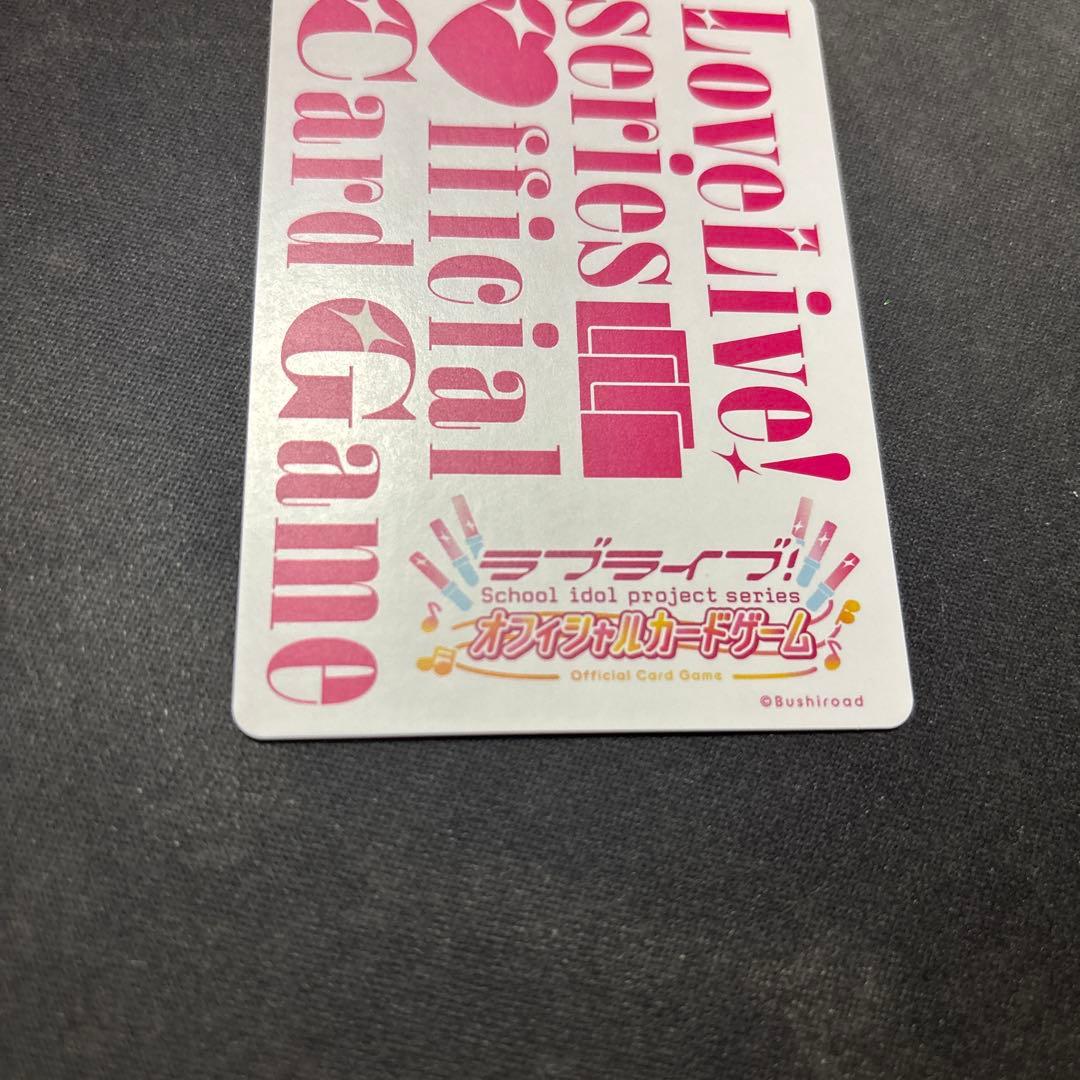 LoveLive!
series
fficial
Card Game
ラブライブ!
School idol project series
オフィシャルカードゲーム
Official Card Game
©Bushiroad